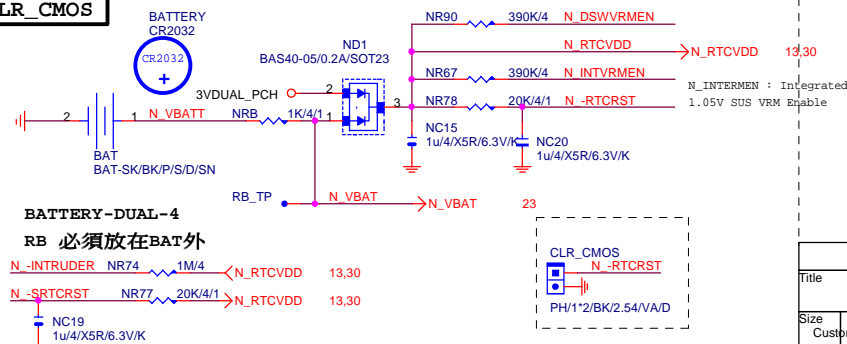 LR_CMOS
BATTERY
CR2032
CR2032
+
ND1
BAS40-05/0.2A/SOT23
NR90 390K/4 N_DSWVRMEN
N_RTCVDD
N_RTCVDD 13,30
3VDUAL_PCH 2
NR67 390K/4 N_INTVRMEN
N_INTERMEN : Integrated
1.05V SUS VRM Enable
2 1 N_VBATT NRB 1K/4/1 1 3
NR78 20K/4/1 N_-RTCRST
BAT
BAT-SK/BK/P/S/D/SN
NC15
1u/4/X5R/6.3V/K
NC20
1u/4/X5R/6.3V/K
RB_TP N_VBAT N_VBAT 23
BATTERY-DUAL-4
RB 必須放在BAT外
N_-INTRUDER NR74 1M/4 N_RTCVDD 13,30
N_-SRTCRST NR77 20K/4/1 N_RTCVDD 13,30
NC19
1u/4/X5R/6.3V/K
CLR_CMOS
N_-RTCRST
PH/1*2/BK/2.54/VA/D
Title
Size
Custo